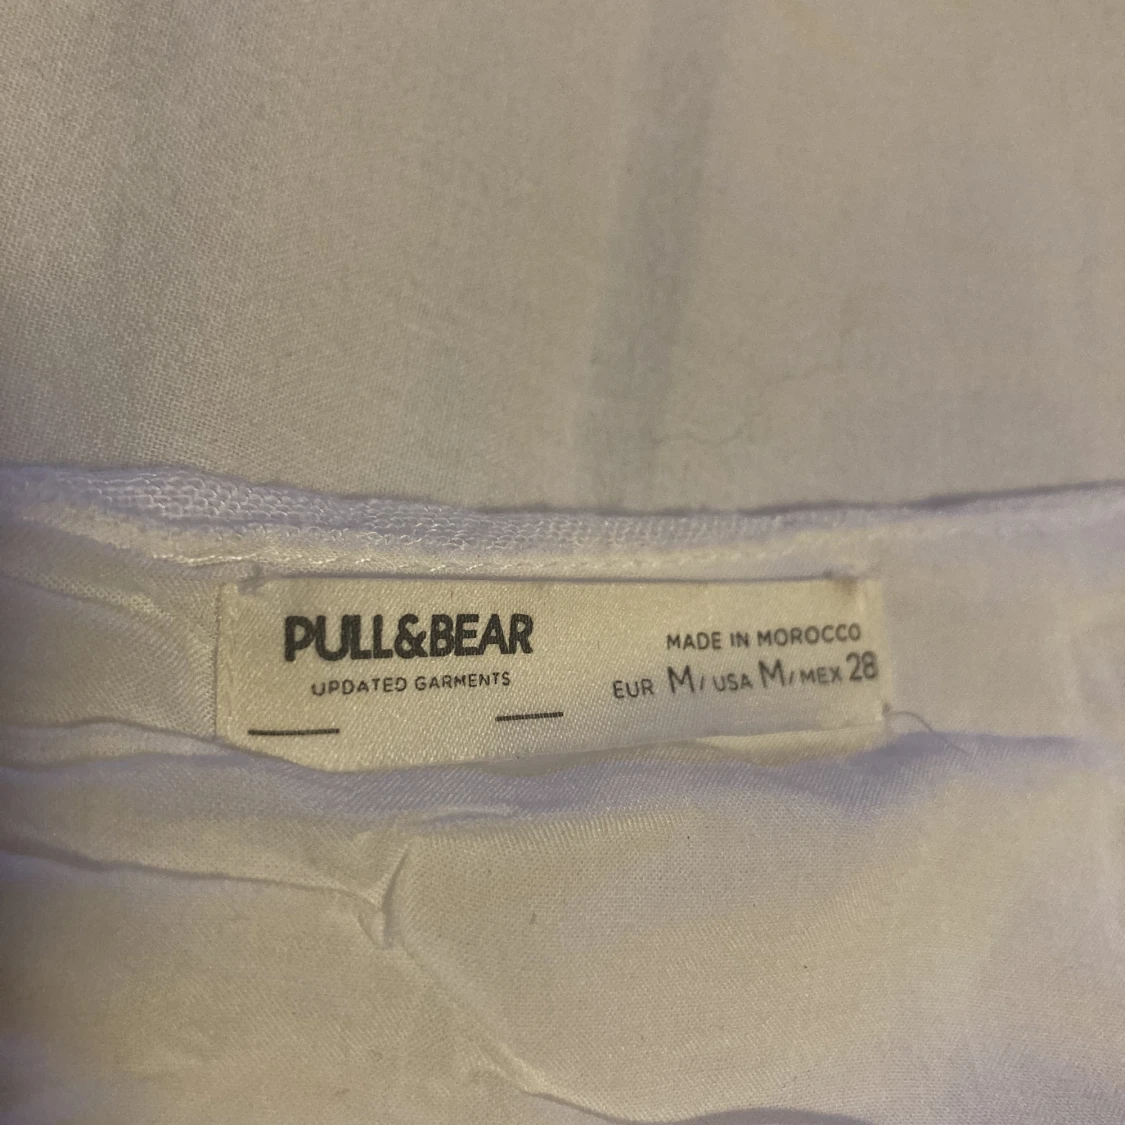 PULL&BEAR
UPDATED GARMENTS
MADE IN MOROCCO
EUR M / USA M / MEX 28